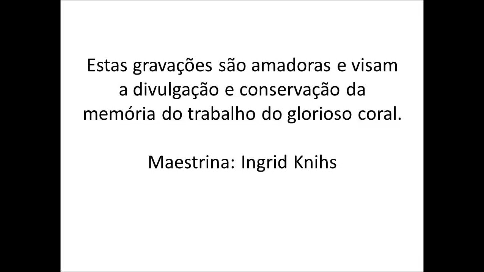 Estas gravações são amadoras e visam
a divulgação e conservação da
memória do trabalho do glorioso coral.
Maestrina: Ingrid Knihs